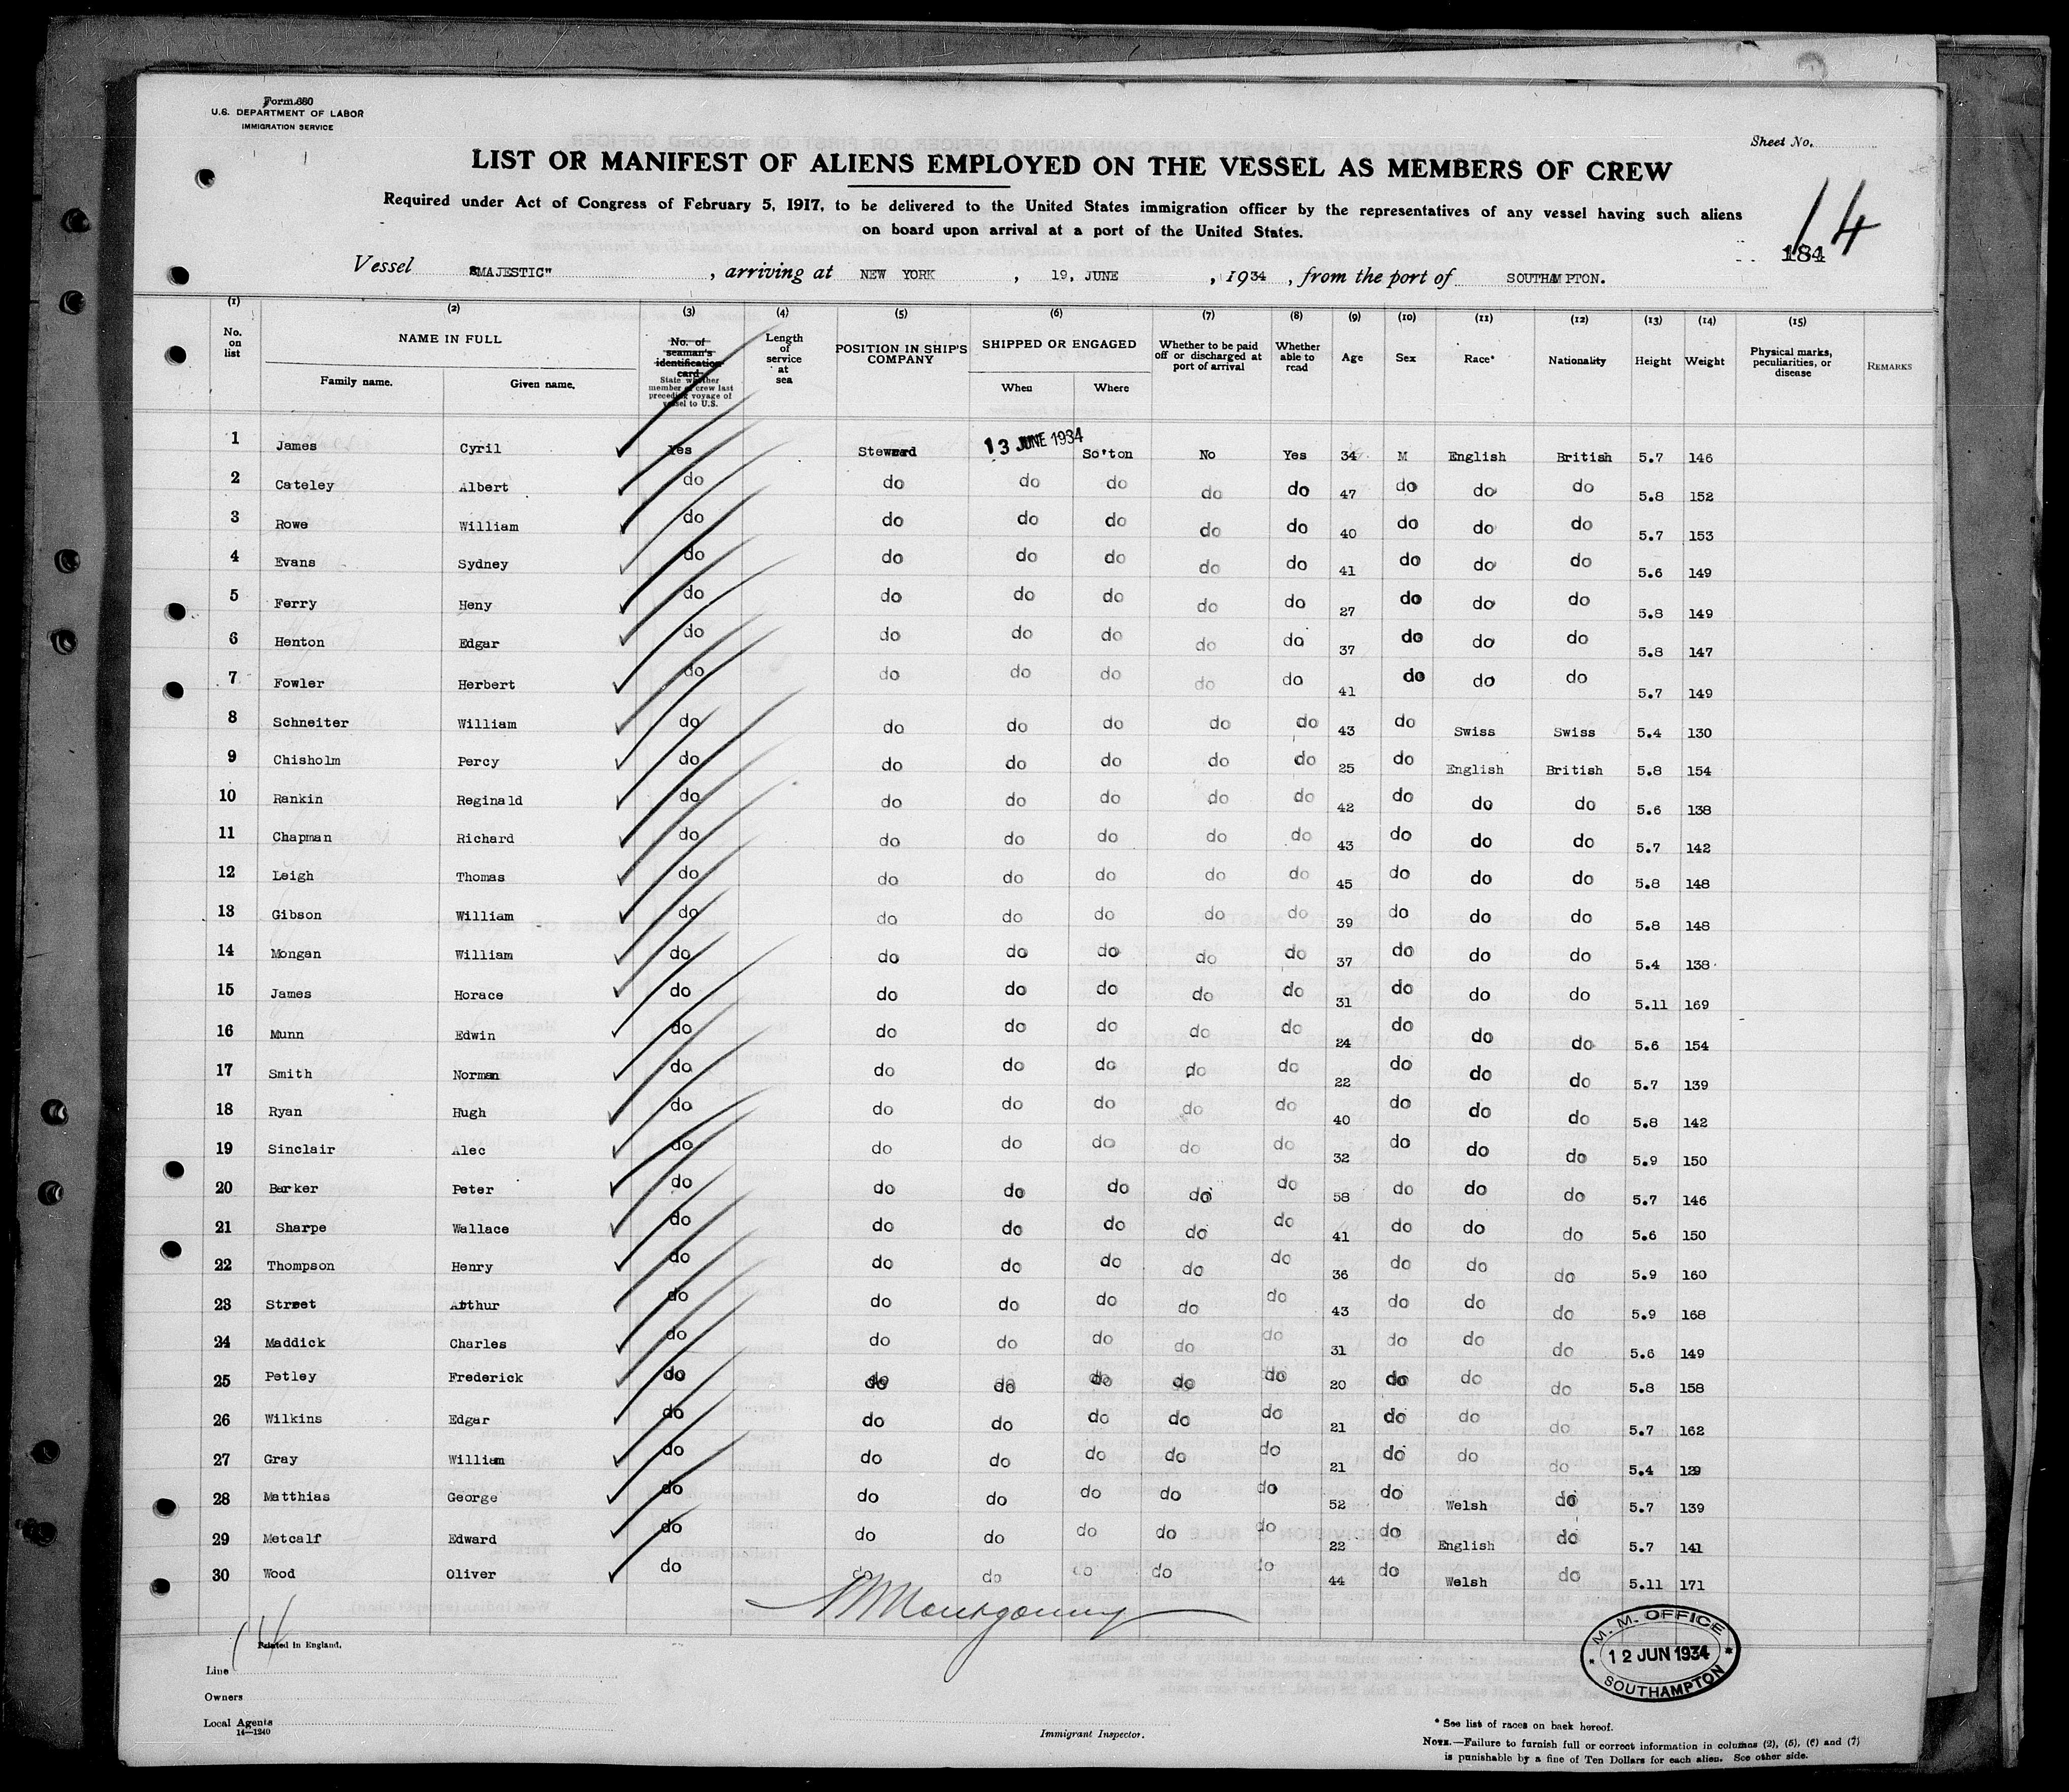 Form 680
U.S. DEPARTMENT OF LABOR
IMMIGRATION SERVICE
Sheet No.
LIST OR MANIFEST OF ALIENS EMPLOYED ON THE VESSEL AS MEMBERS OF CREW
Required under Act of Congress of February 5, 1917, to be delivered to the United States immigration officer by the representatives of any vessel having such aliens
on board upon arrival at a port of the United States.
14
184
Vessel "MAJESTIC" , arriving at NEW YORK , 19, JUNE , 1934 , from the port of SOUTHAMPTON.
(1) (2) (3) (4) (5) (6) (7) (8) (9) (10) (11) (12) (13) (14) (15)
No. on list NAME IN FULL Family name. Given name. No. of seaman's identification card State whether member of crew last preceding voyage of vessel to U.S. Length of service at sea POSITION IN SHIP'S COMPANY SHIPPED OR ENGAGED When Where Whether to be paid off or discharged at port of arrival Whether able to read Age Sex Race* Nationality Height Weight Physical marks, peculiarities, or disease REMARKS
1 James Cyril Yes Steward 13 JUNE 1934 So'ton No Yes 34 M English British 5.7 146
2 Cateley Albert do do do do do do 47 do do do 5.8 152
3 Rowe William do do do do do do 40 do do do 5.7 153
4 Evans Sydney do do do do do do 41 do do do 5.6 149
5 Ferry Heny do do do do do do 27 do do do 5.8 149
6 Henton Edgar do do do do do do 37 do do do 5.8 147
7 Fowler Herbert do do do do do do 41 do do do 5.7 149
8 Schneiter William do do do do do do 43 do Swiss Swiss 5.4 130
9 Chisholm Percy do do do do do do 25 do English British 5.8 154
10 Rankin Reginald do do do do do do 42 do do do 5.6 138
11 Chapman Richard do do do do do do 43 do do do 5.7 142
12 Leigh Thomas do do do do do do 45 do do do 5.8 148
13 Gibson William do do do do do do 39 do do do 5.8 148
14 Mongan William do do do do do do 37 do do do 5.4 138
15 James Horace do do do do do do 31 do do do 5.11 169
16 Munn Edwin do do do do do do 24 do do do 5.6 154
17 Smith Norman do do do do do do 22 do do do 5.7 139
18 Ryan Hugh do do do do do do 40 do do do 5.8 142
19 Sinclair Alec do do do do do do 32 do do do 5.9 150
20 Barker Peter do do do do do do 58 do do do 5.7 146
21 Sharpe Wallace do do do do do do 41 do do do 5.6 150
22 Thompson Henry do do do do do do 36 do do do 5.9 160
23 Street Arthur do do do do do do 43 do do do 5.9 168
24 Maddick Charles do do do do do do 31 do do do 5.6 149
25 Petley Frederick do do do do do do 20 do do do 5.8 158
26 Wilkins Edgar do do do do do do 21 do do do 5.7 162
27 Gray William do do do do do do 21 do do do 5.4 129
28 Matthias George do do do do do do 52 do Welsh do 5.7 139
29 Metcalf Edward do do do do do do 22 do English do 5.7 141
30 Wood Oliver do do do do do do 44 do Welsh do 5.11 171
Montgomery
14
Printed in England.
M. M. OFFICE
12 JUN 1934
SOUTHAMPTON
Line
Owners
Local Agents
14—1240
Immigrant Inspector.
* See list of races on back hereof.
NOTE.—Failure to furnish full or correct information in columns (2), (5), (6) and (7)
is punishable by a fine of Ten Dollars for each alien. See other side.